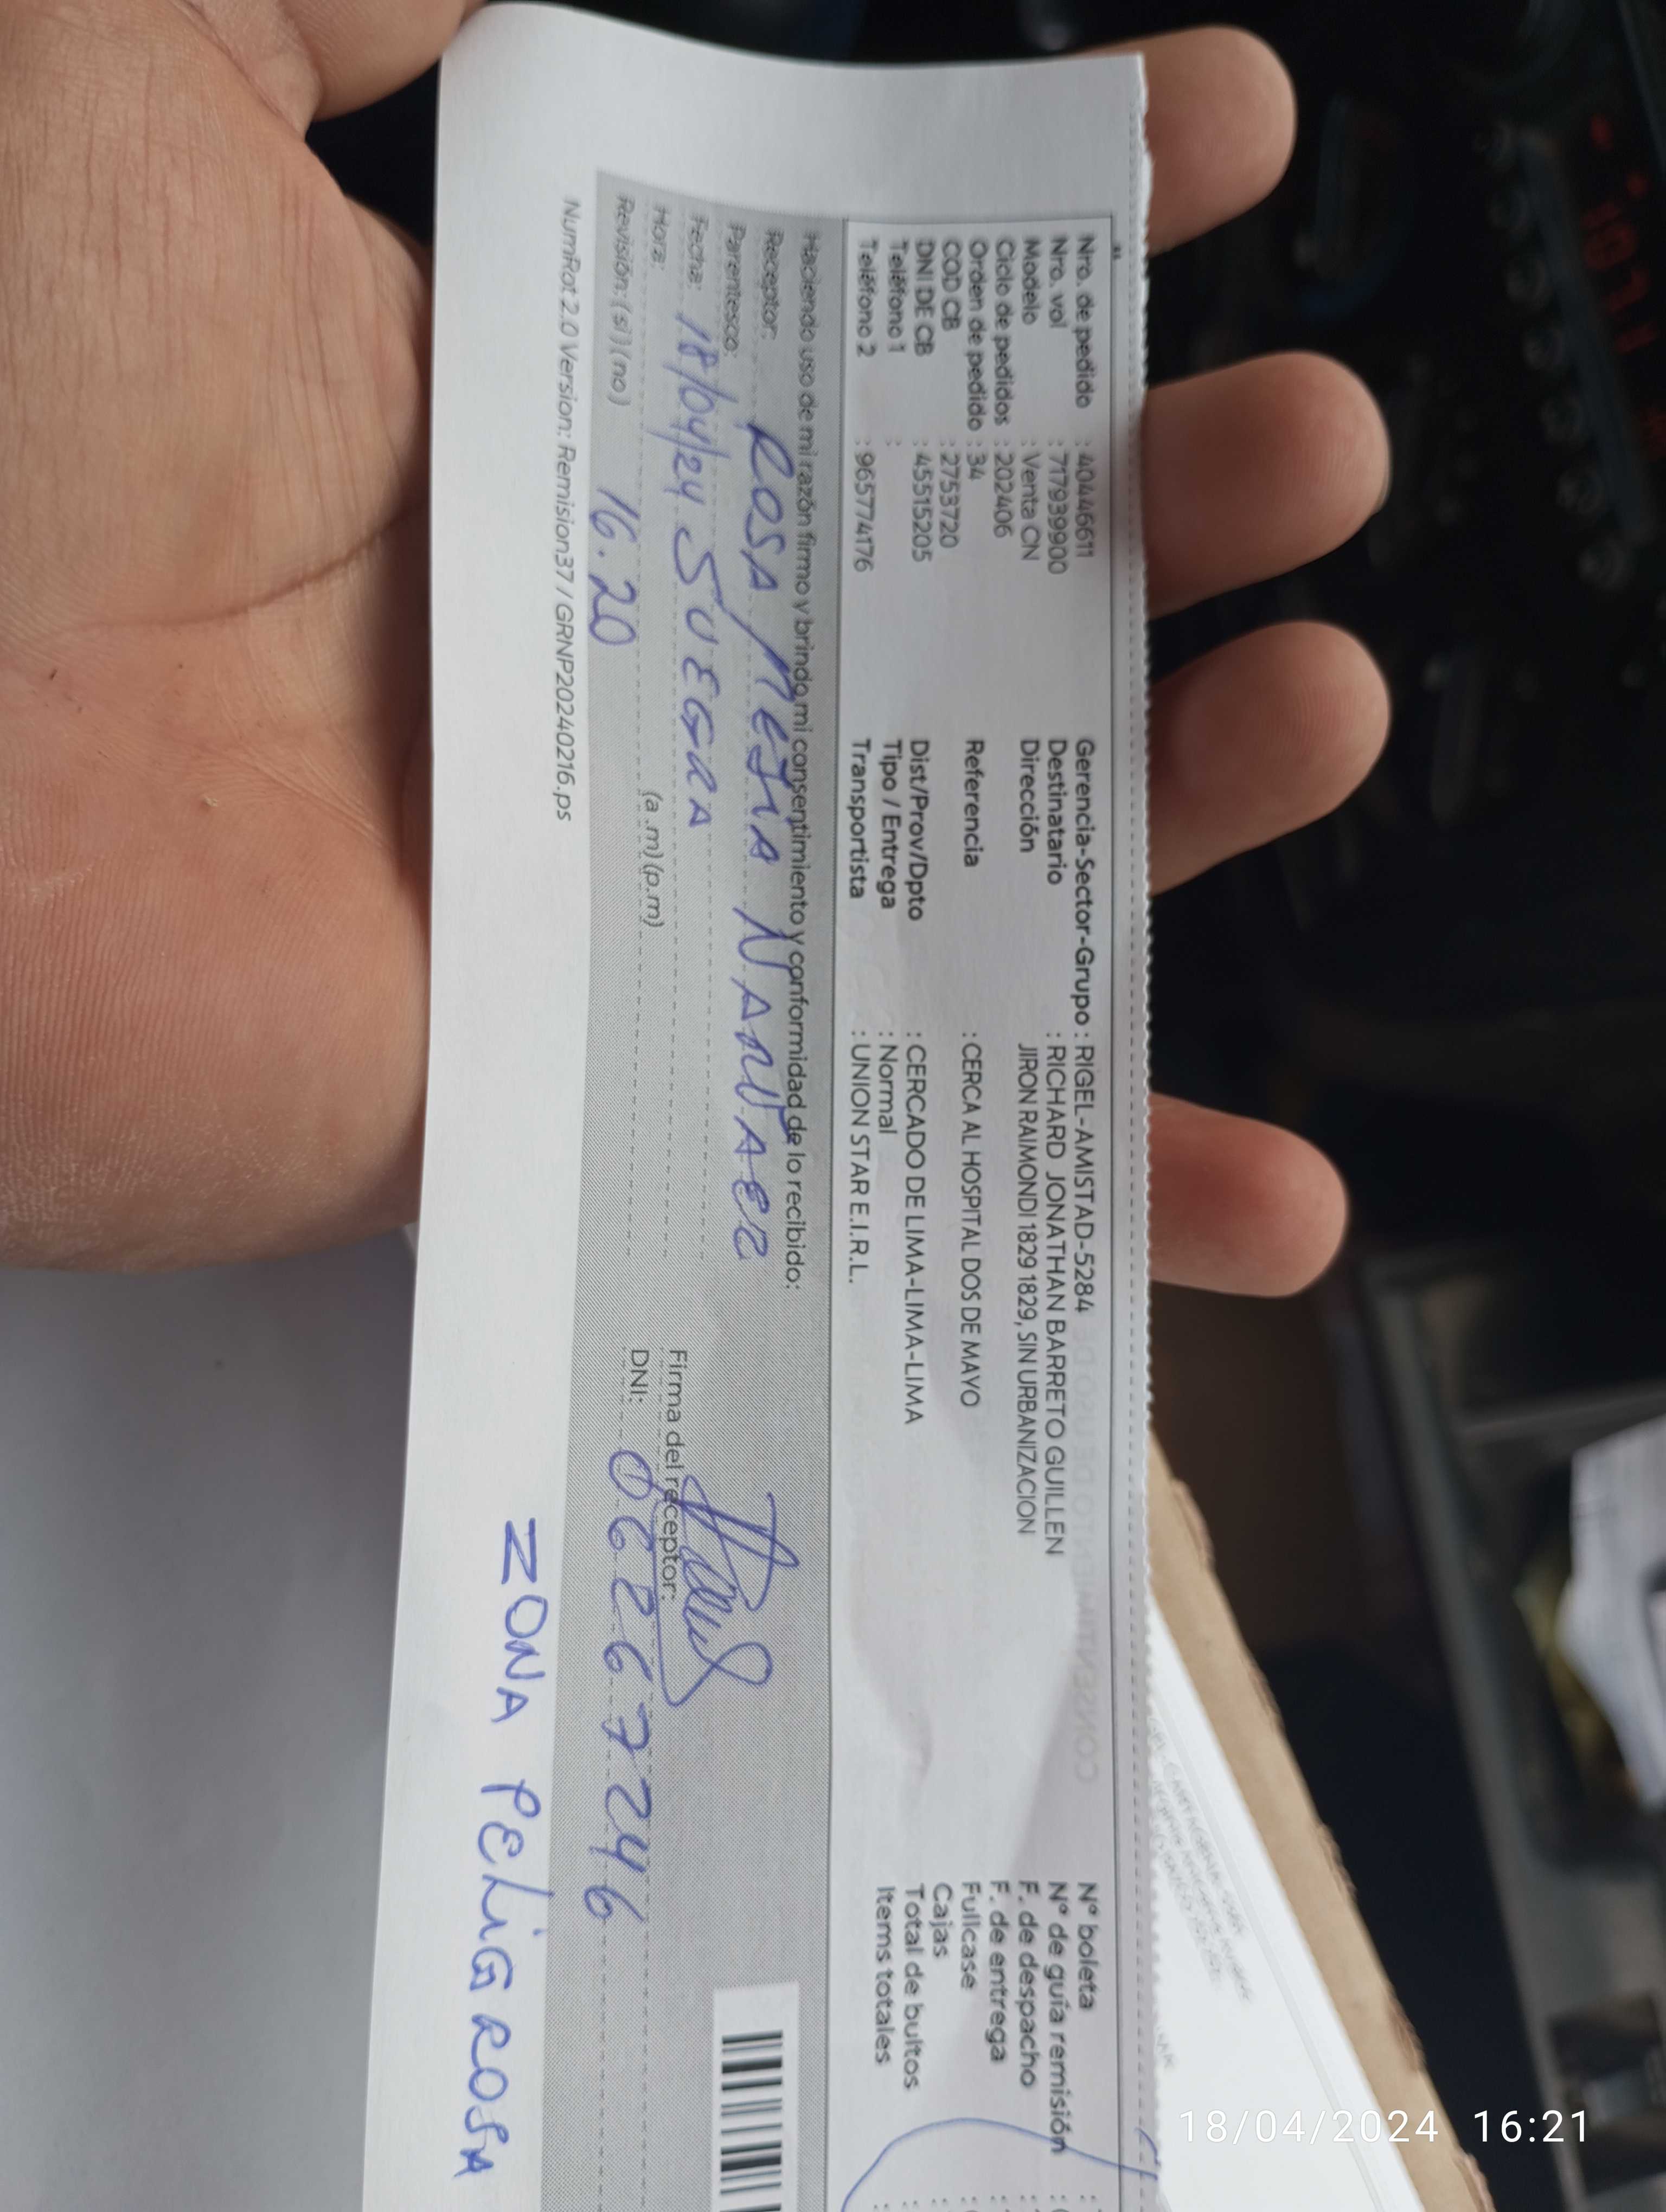 Nro. de pedido : 40446611
Nro. vol : 717939900
Modelo : Venta CN
Ciclo de pedidos : 202406
Orden de pedido : 34
COD CB : 2753720
DNI DE CB : 45515205
Teléfono 1 :
Teléfono 2 : 965774176
Gerencia-Sector-Grupo : RIGEL-AMISTAD-5284
Destinatario : RICHARD JONATHAN BARRETO GUILLEN
Dirección JIRON RAIMONDI 1829 1829, SIN URBANIZACION
Referencia : CERCA AL HOSPITAL DOS DE MAYO
Dist/Prov/Dpto : CERCADO DE LIMA-LIMA-LIMA
Tipo / Entrega : Normal
Transportista : UNION STAR E.I.R.L.
N° boleta :
N° de guía remisión :
F. de despacho :
F. de entrega :
Fullcase :
Cajas :
Total de bultos :
Items totales :
Haciendo uso de mi razón firmo y brindo mi consentimiento y conformidad de lo recibido:
Receptor: ROSA MEJIA
Parentesco: SUEGRA
Fecha: 18/04/24
Hora: 16.20 (a.m) (p.m)
Revisión: (si) (no)
Firma del receptor:
DNI: 06267246
NumRot 2.0 Version: Remision37 / GRNP20240216.ps
ZONA PELIGROSA
18/04/2024 16:21